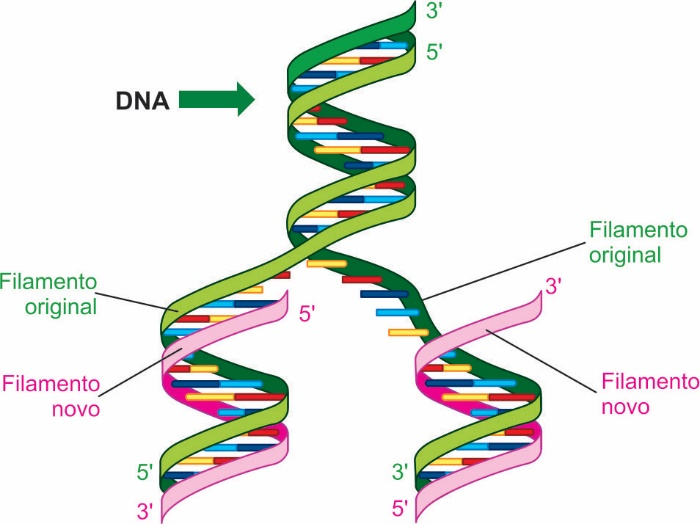 3'
5'
DNA
Filamento
original
Filamento
original
3'
5'
Filamento
novo
Filamento
novo
5'
3'
3'
5'